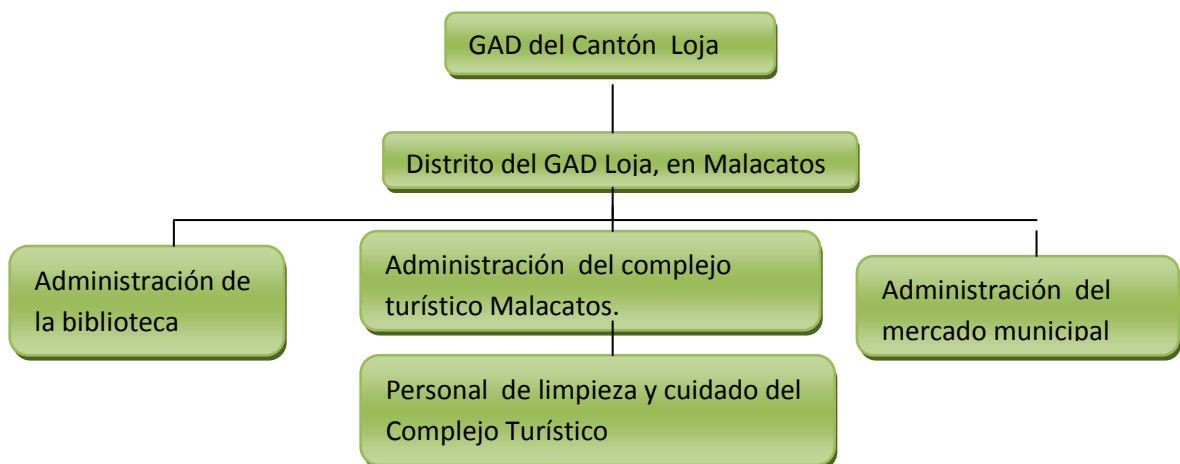 GAD del Cantón Loja
Distrito del GAD Loja, en Malacatos
Administración de
la biblioteca
Administración del complejo
turístico Malacatos.
Administración del
mercado municipal
Personal de limpieza y cuidado del
Complejo Turístico